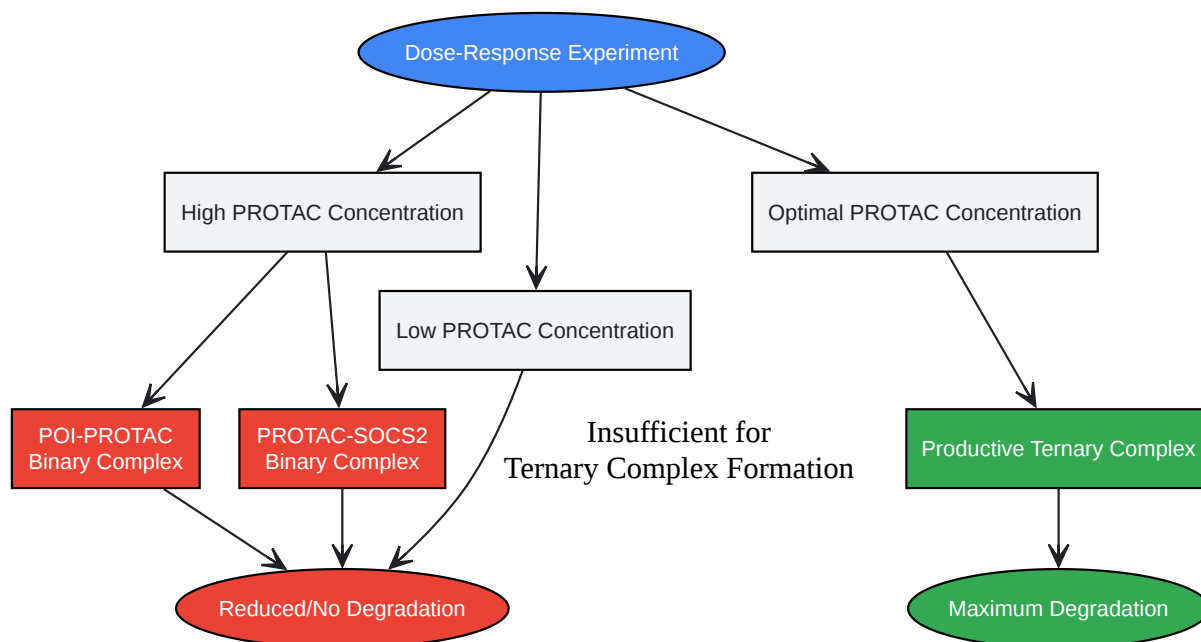 Dose-Response Experiment
High PROTAC Concentration
Optimal PROTAC Concentration
Low PROTAC Concentration
POI-PROTAC
Binary Complex
PROTAC-SOCS2
Binary Complex
Insufficient for
Ternary Complex Formation
Productive Ternary Complex
Reduced/No Degradation
Maximum Degradation